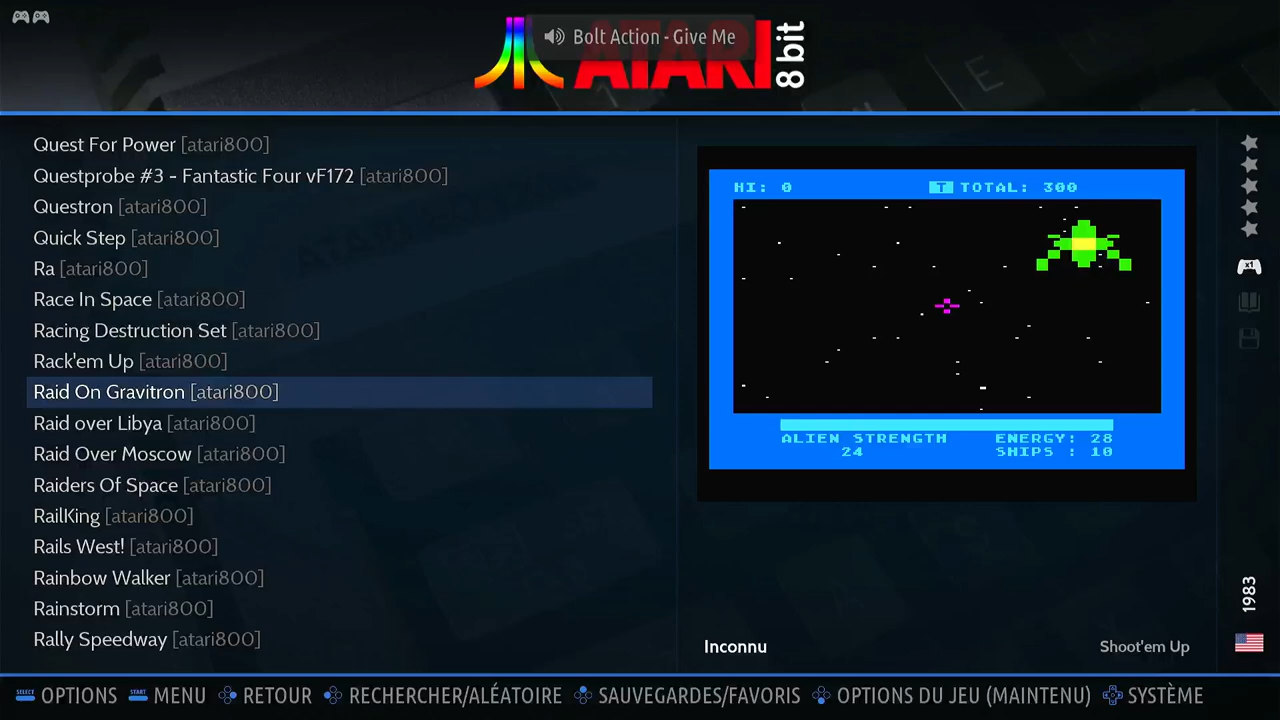 Bolt Action - Give Me
ATARI
8 bit
Quest For Power [atari800]
Questprobe #3 - Fantastic Four vF172 [atari800]
Questron [atari800]
Quick Step [atari800]
Ra [atari800]
Race In Space [atari800]
Racing Destruction Set [atari800]
Rack'em Up [atari800]
Raid On Gravitron [atari800]
Raid over Libya [atari800]
Raid Over Moscow [atari800]
Raiders Of Space [atari800]
RailKing [atari800]
Rails West! [atari800]
Rainbow Walker [atari800]
Rainstorm [atari800]
Rally Speedway [atari800]
HI: 0 T TOTAL: 300
ALIEN STRENGTH ENERGY: 28
24 SHIPS : 10
x1
1983
Inconnu Shoot'em Up
SELECT OPTIONS START MENU RETOUR RECHERCHER/ALÉATOIRE SAUVEGARDES/FAVORIS OPTIONS DU JEU (MAINTENU) SYSTÈME